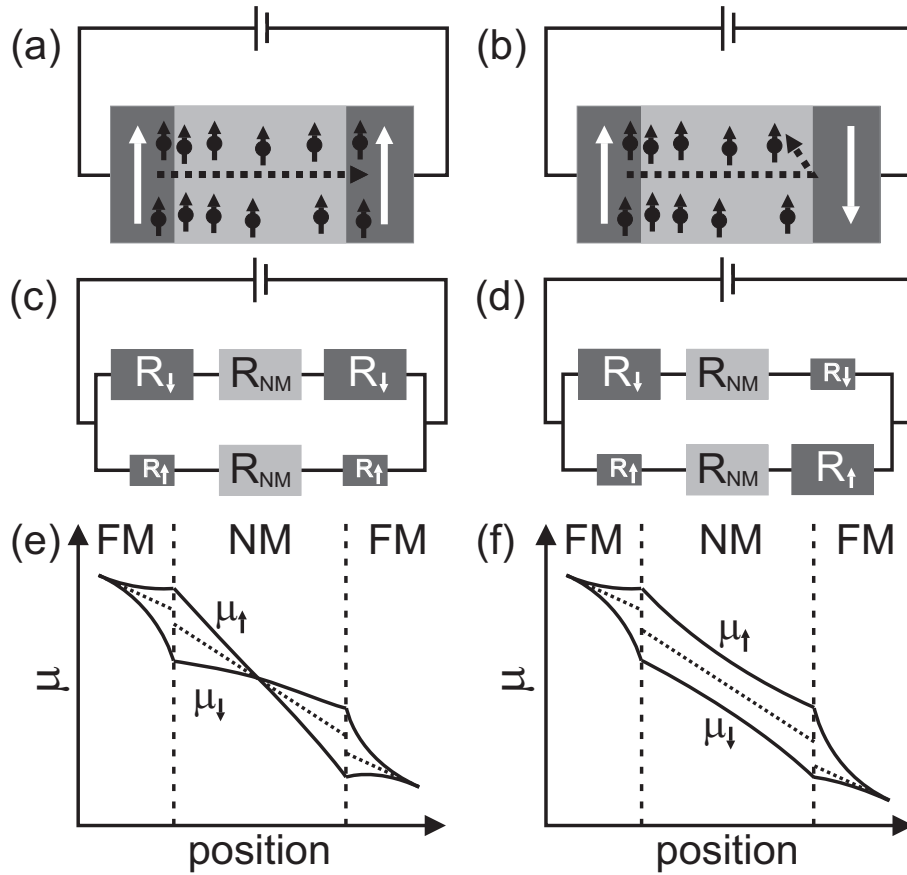 (a) (b)
(c) (d)
R↓ R_NM R↓ R↓ R_NM R↓
R↑ R_NM R↑ R↑ R_NM R↑
(e) FM NM FM (f) FM NM FM
μ↑ μ↑
μ μ
μ↓ μ↓
position position